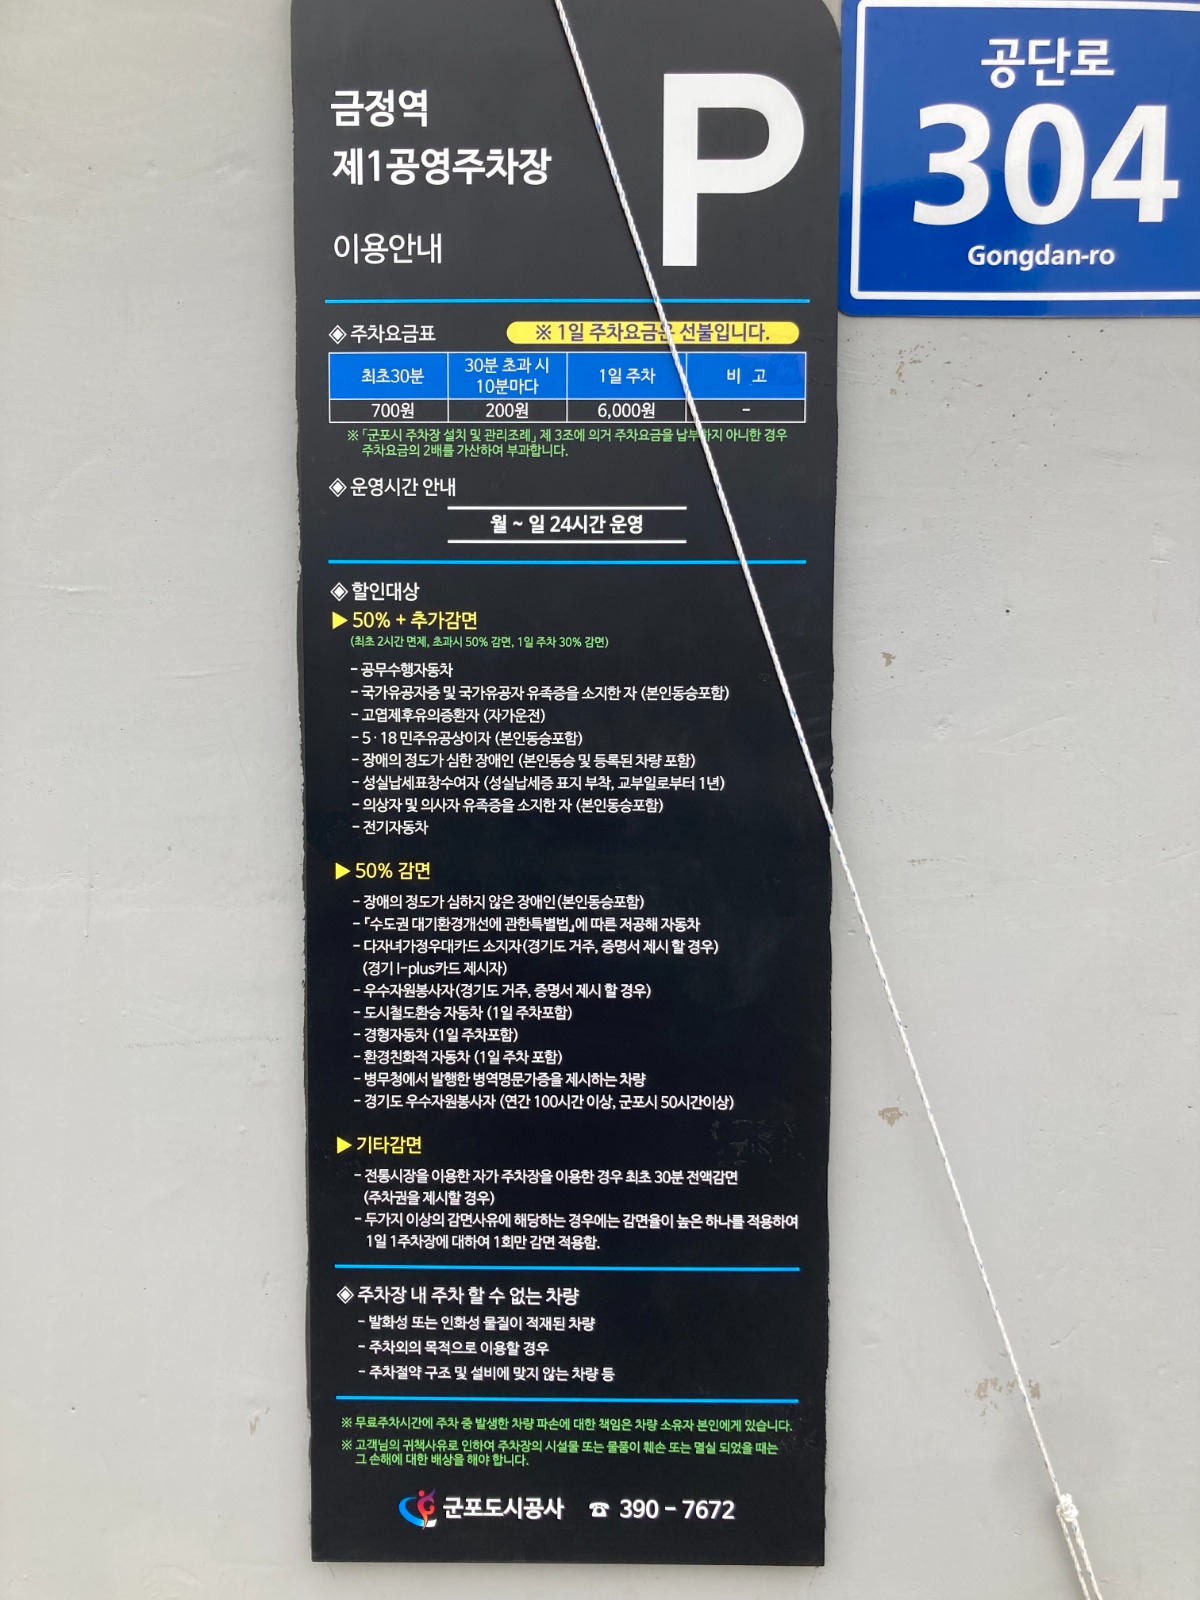 금정역
제1공영주차장
이용안내
P
공단로
304
Gongdan-ro
◈ 주차요금표
※ 1일 주차요금은 선불입니다.
최초30분 30분 초과 시 10분마다 1일 주차 비 고
700원 200원 6,000원 -
※「군포시 주차장 설치 및 관리조례」 제 3조에 의거 주차요금을 납부하지 아니한 경우
주차요금의 2배를 가산하여 부과합니다.
◈ 운영시간 안내
월 ~ 일 24시간 운영
◈ 할인대상
▶ 50% + 추가감면
(최초 2시간 면제, 초과시 50% 감면, 1일 주차 30% 감면)
- 공무수행자동차
- 국가유공자증 및 국가유공자 유족증을 소지한 자 (본인동승포함)
- 고엽제후유의증환자 (자가운전)
- 5·18 민주유공상이자 (본인동승포함)
- 장애의 정도가 심한 장애인 (본인동승 및 등록된 차량 포함)
- 성실납세표창수여자 (성실납세증 표지 부착, 교부일로부터 1년)
- 의상자 및 의사자 유족증을 소지한 자 (본인동승포함)
- 전기자동차
▶ 50% 감면
- 장애의 정도가 심하지 않은 장애인(본인동승포함)
- 『수도권 대기환경개선에 관한특별법』에 따른 저공해 자동차
- 다자녀가정우대카드 소지자(경기도 거주, 증명서 제시 할 경우)
(경기 I-plus카드 제시자)
- 우수자원봉사자(경기도 거주, 증명서 제시 할 경우)
- 도시철도환승 자동차 (1일 주차포함)
- 경형자동차 (1일 주차포함)
- 환경친화적 자동차 (1일 주차 포함)
- 병무청에서 발행한 병역명문가증을 제시하는 차량
- 경기도 우수자원봉사자 (연간 100시간 이상, 군포시 50시간이상)
▶ 기타감면
- 전통시장을 이용한 자가 주차장을 이용한 경우 최초 30분 전액감면
(주차권을 제시할 경우)
- 두가지 이상의 감면사유에 해당하는 경우에는 감면율이 높은 하나를 적용하여
1일 1주차장에 대하여 1회만 감면 적용함.
◈ 주차장 내 주차 할 수 없는 차량
- 발화성 또는 인화성 물질이 적재된 차량
- 주차외의 목적으로 이용할 경우
- 주차절약 구조 및 설비에 맞지 않는 차량 등
※ 무료주차시간에 주차 중 발생한 차량 파손에 대한 책임은 차량 소유자 본인에게 있습니다.
※ 고객님의 귀책사유로 인하여 주차장의 시설물 또는 물품이 훼손 또는 멸실 되었을 때는
그 손해에 대한 배상을 해야 합니다.
군포도시공사 ☎ 390 - 7672